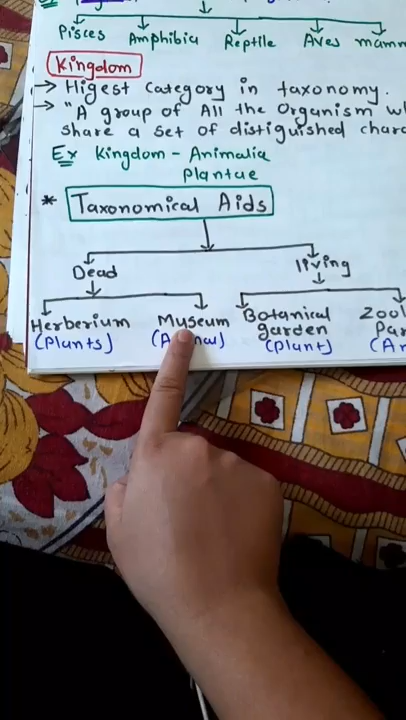 Pisces Amphibia Reptile Aves
Kingdom
→ Higest Category in taxonomy.
→ "A group of All the Organism
share a set of distiguished
Ex Kingdom - Animalia
Plantae
* Taxonomical Aids
Dead living
Herberium Museum Botanical
garden
(Plants) (Plant)